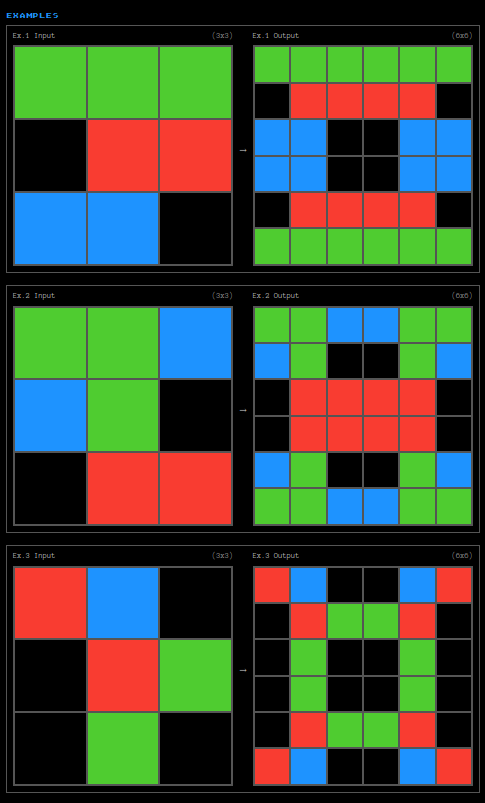 EXAMPLES
Ex.1 Input (3x3)
Ex.1 Output (6x6)
→
Ex.2 Input (3x3)
Ex.2 Output (6x6)
→
Ex.3 Input (3x3)
Ex.3 Output (6x6)
→